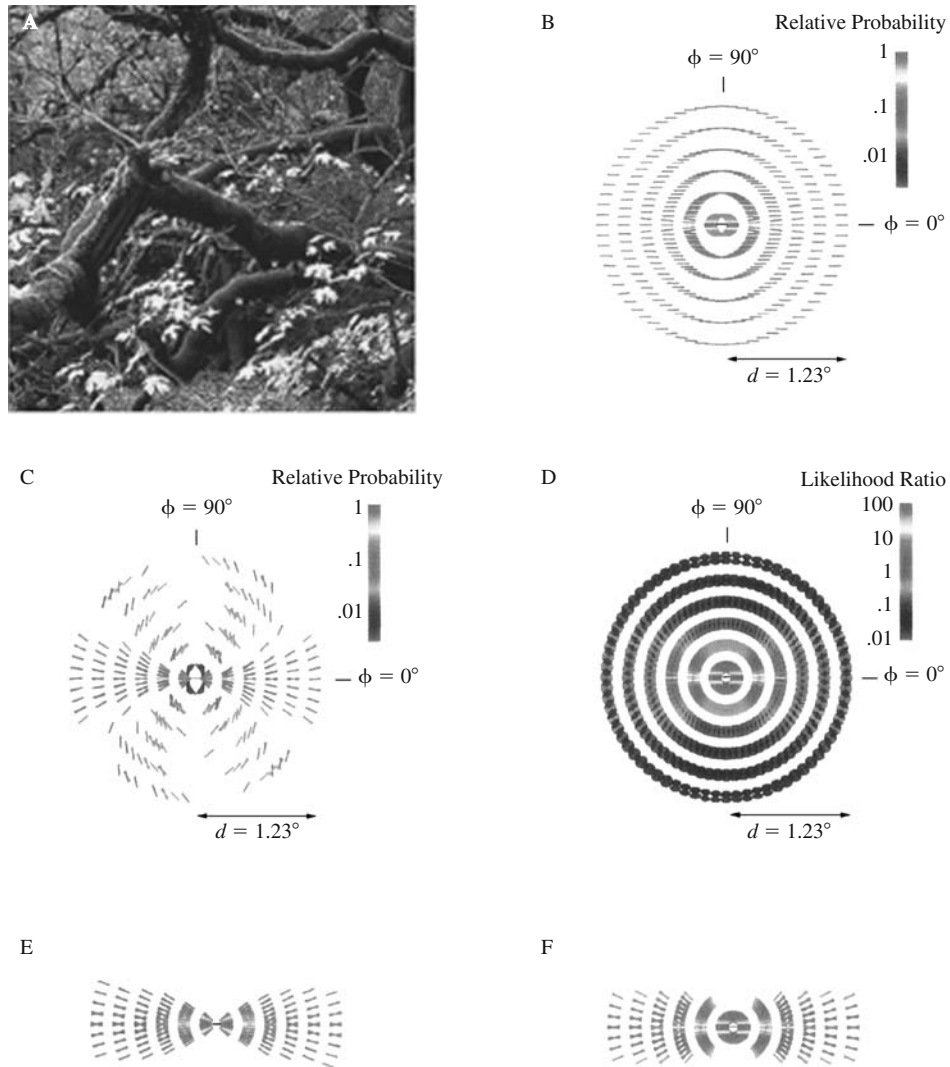 A
B
Relative Probability
ϕ = 90°
1
.1
.01
ϕ = 0°
d = 1.23°
C
Relative Probability
ϕ = 90°
1
.1
.01
ϕ = 0°
d = 1.23°
D
Likelihood Ratio
ϕ = 90°
100
10
1
.1
.01
ϕ = 0°
d = 1.23°
E
F